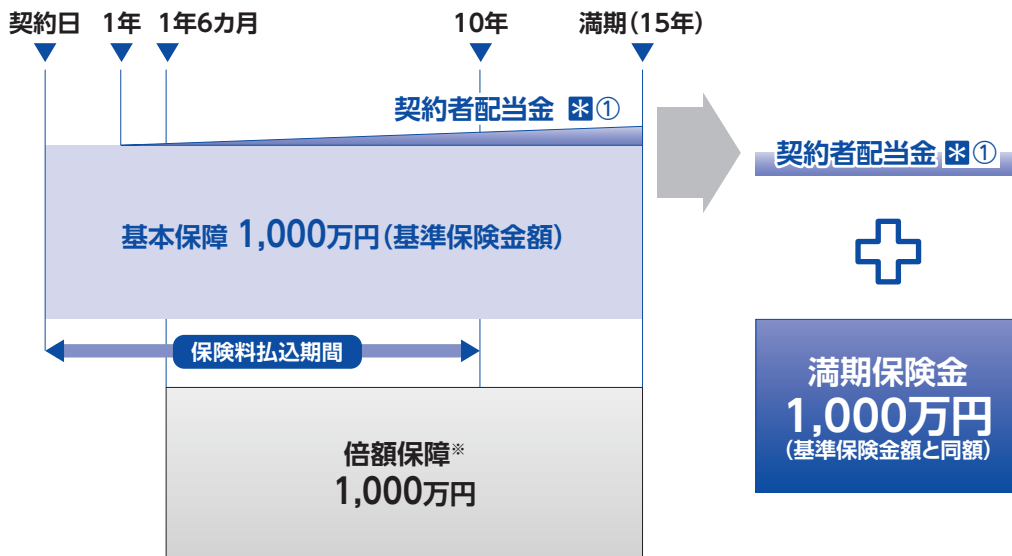 契約日 1年 1年6カ月 10年 満期（15年）
契約者配当金 ＊①
契約者配当金 ＊①
基本保障 1,000万円（基準保険金額）
保険料払込期間
満期保険金
1,000万円
（基準保険金額と同額）
倍額保障※
1,000万円